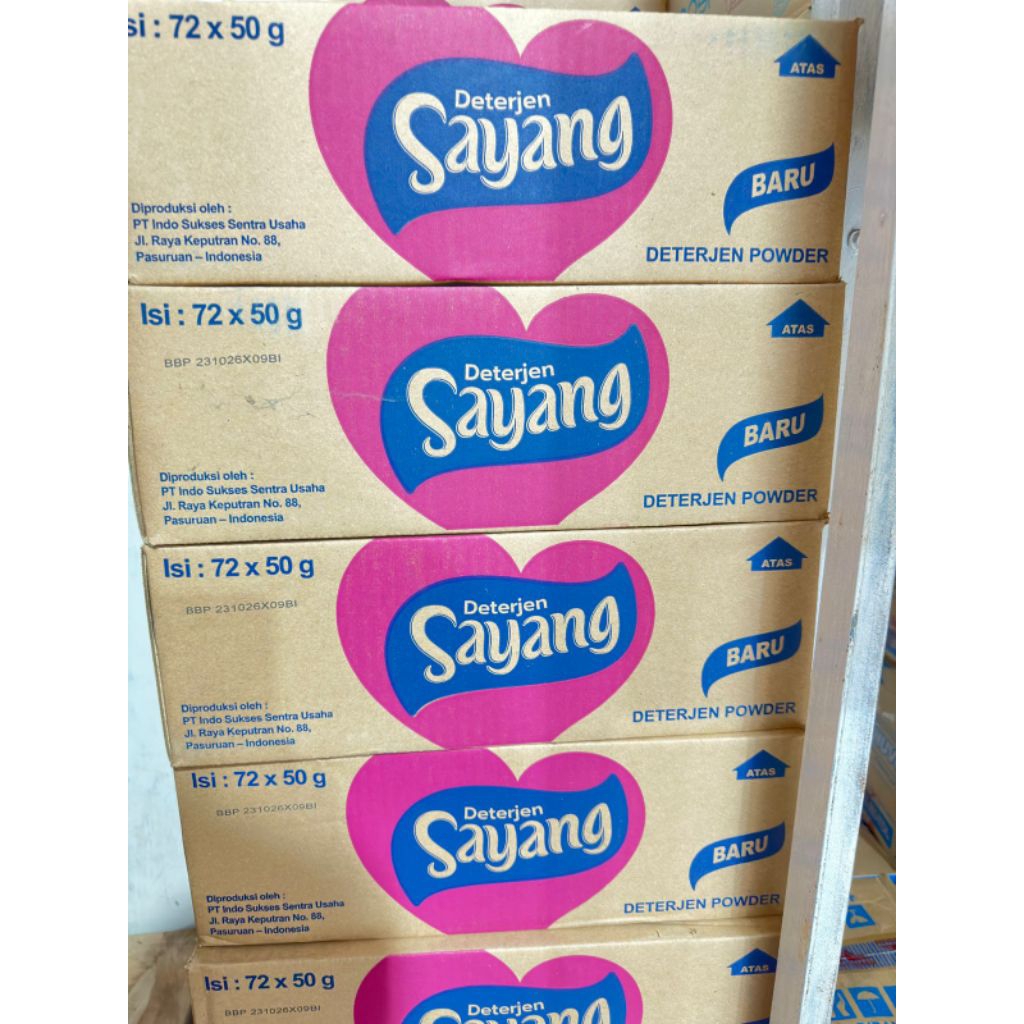 si : 72 x 50 g
ATAS
Deterjen
Sayang
BARU
Diproduksi oleh :
PT Indo Sukses Sentra Usaha
Jl. Raya Keputran No. 88,
Pasuruan – Indonesia
DETERJEN POWDER
Isi : 72 x 50 g
ATAS
BBP 231026X09BI
Deterjen
Sayang
BARU
Diproduksi oleh :
PT Indo Sukses Sentra Usaha
Jl. Raya Keputran No. 88,
Pasuruan – Indonesia
DETERJEN POWDER
Isi : 72 x 50 g
ATAS
BBP 231026X09BI
Deterjen
Sayang
BARU
Diproduksi oleh :
PT Indo Sukses Sentra Usaha
Jl. Raya Keputran No. 88,
Pasuruan – Indonesia
DETERJEN POWDER
Isi : 72 x 50 g
ATAS
BBP 231026X09BI
Deterjen
Sayang
BARU
Diproduksi oleh :
PT Indo Sukses Sentra Usaha
Jl. Raya Keputran No. 88,
Pasuruan – Indonesia
DETERJEN POWDER
Isi : 72 x 50 g
ATAS
BBP 231026X09BI
Deterjen
Sayang